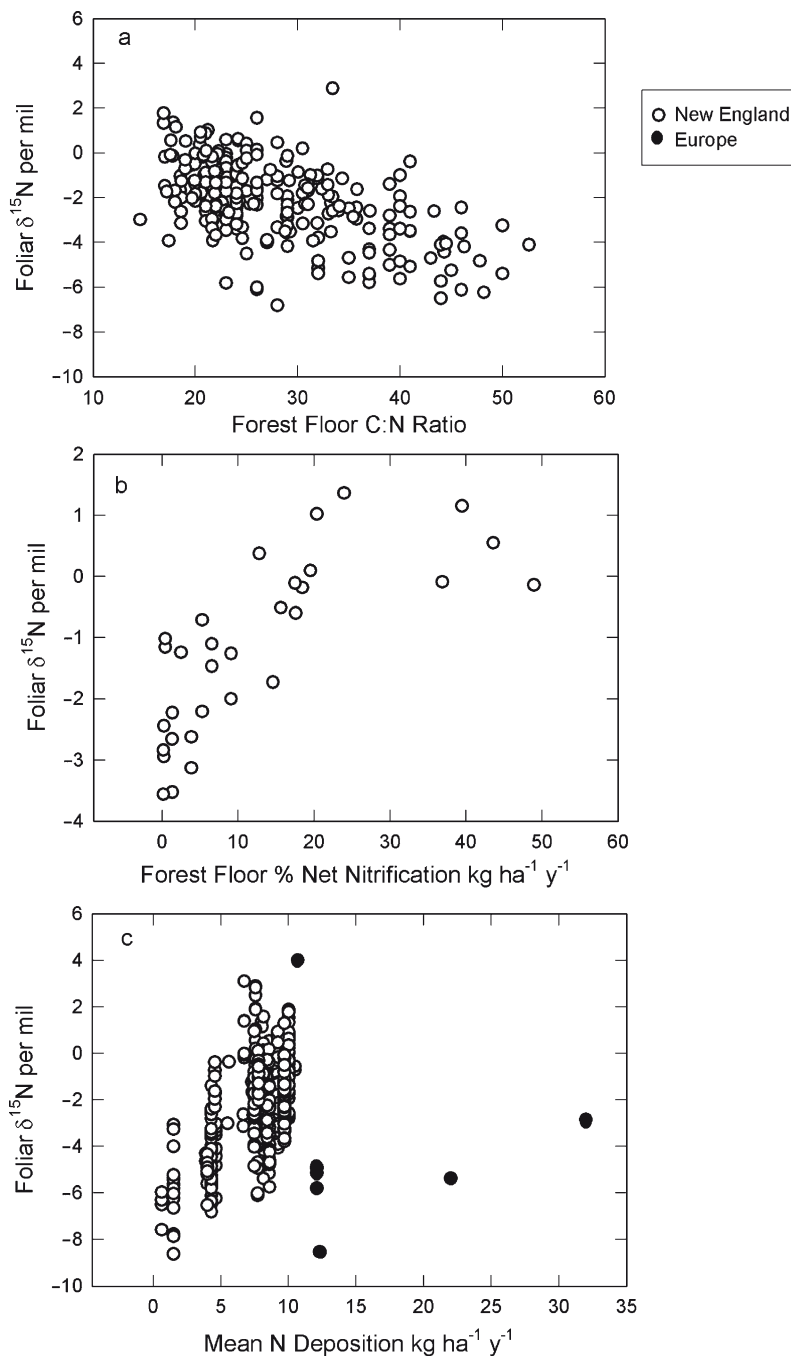 a
6
4
2
0
−2
−4
−6
−8
−10
Foliar δ¹⁵N per mil
10 20 30 40 50 60
Forest Floor C:N Ratio
New England
Europe
b
2
1
0
−1
−2
−3
−4
Foliar δ¹⁵N per mil
0 10 20 30 40 50 60
Forest Floor % Net Nitrification kg ha⁻¹ y⁻¹
c
6
4
2
0
−2
−4
−6
−8
−10
Foliar δ¹⁵N per mil
0 5 10 15 20 25 30 35
Mean N Deposition kg ha⁻¹ y⁻¹